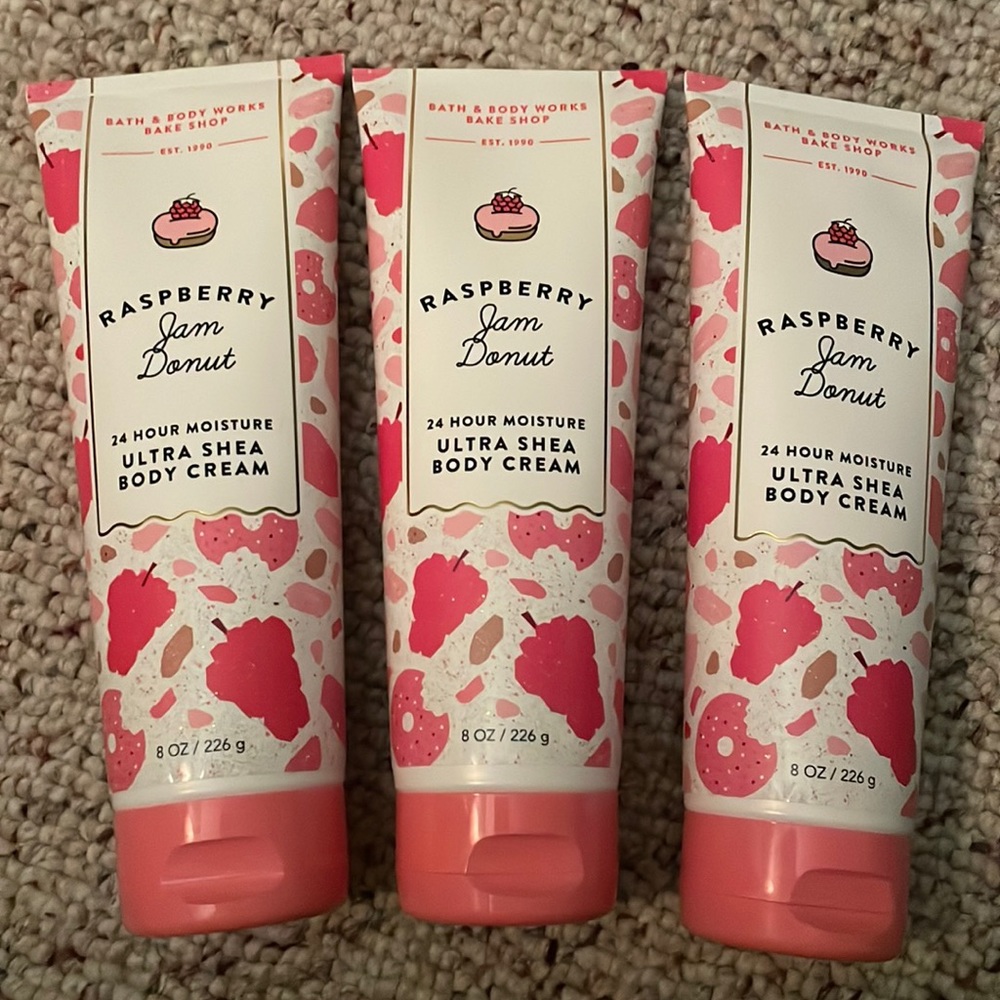 BATH & BODY WORKS
BAKE SHOP
EST. 1990
RASPBERRY
Jam
Donut
24 HOUR MOISTURE
ULTRA SHEA
BODY CREAM
8 OZ / 226 g
BATH & BODY WORKS
BAKE SHOP
EST. 1990
RASPBERRY
Jam
Donut
24 HOUR MOISTURE
ULTRA SHEA
BODY CREAM
8 OZ / 226 g
BATH & BODY WORKS
BAKE SHOP
EST. 1990
RASPBERRY
Jam
Donut
24 HOUR MOISTURE
ULTRA SHEA
BODY CREAM
8 OZ / 226 g